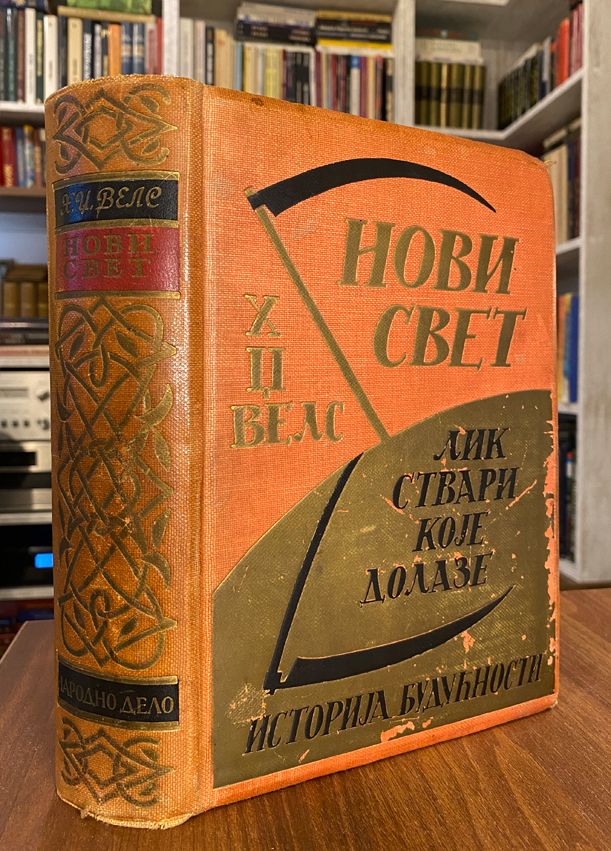 Х. Џ. ВЕЛС
НОВИ
СВЕТ
НАРОДНО ДЕЛО
НОВИ
СВЕТ
Х
Џ
ВЕЛС
ЛИК
СТВАРИ
КОЈЕ
ДОЛАЗЕ
ИСТОРИЈА БУДУЋНОСТИ